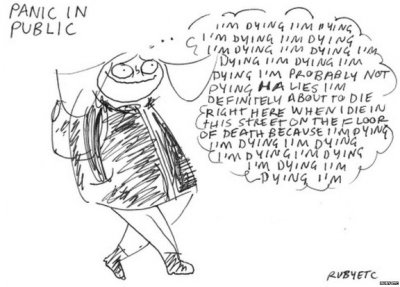 PANIC IN
PUBLIC
I'M DYING I'M DYING
I'M DYING I'M DYING
I'M DYING I'M DYING I'M
DYING I'M DYING I'M
DYING I'M PROBABLY NOT
DYING HA LIES I'M
DEFINITELY ABOUT TO DIE
RIGHT HERE WHEN I DIE IN
THIS STREET ON THE FLOOR
OF DEATH BECAUSE I'M DYING
I'M DYING I'M DYING
I'M DYING I'M DYING
I'M DYING I'M
DYING I'M
RUBYETC